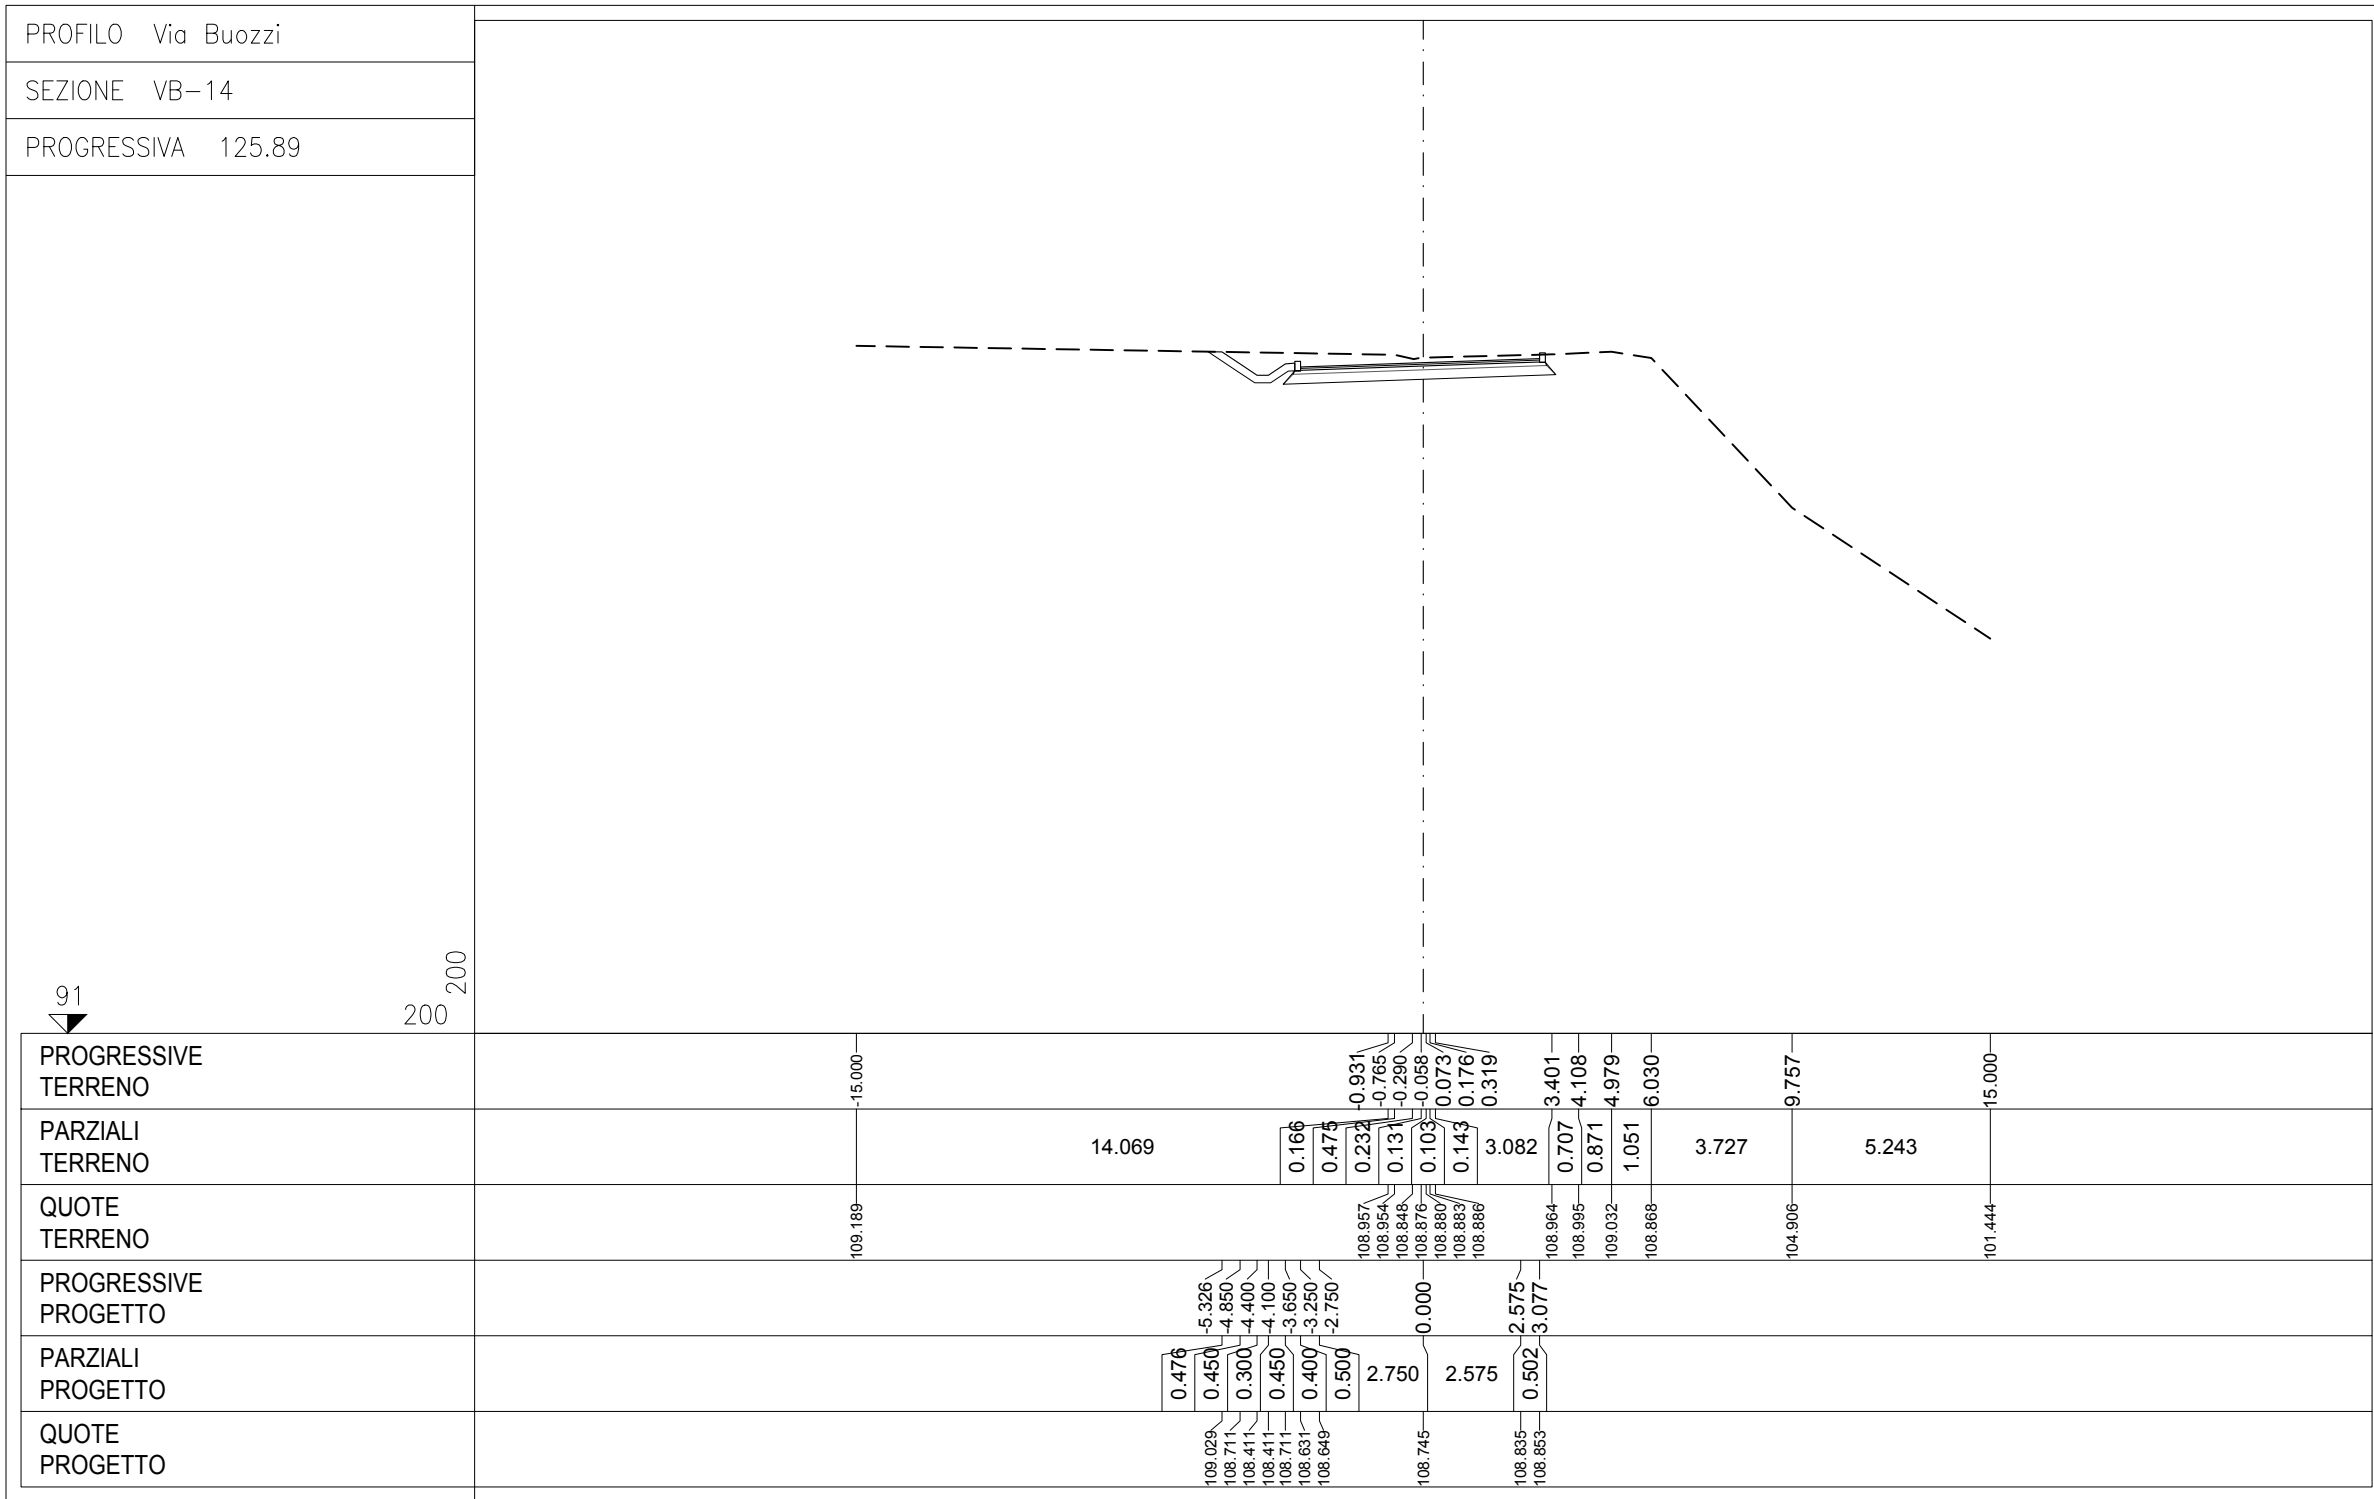 PROFILO Via Buozzi
SEZIONE VB-14
PROGRESSIVA 125.89
200
91
200
PROGRESSIVE
TERRENO
-15.000 -0.931 -0.765 -0.290 -0.058 0.073 0.176 0.319 3.401 4.108 4.979 6.030 9.757 15.000
PARZIALI
TERRENO
14.069 0.166 0.475 0.232 0.131 0.103 0.143 3.082 0.707 0.871 1.051 3.727 5.243
QUOTE
TERRENO
109.189 108.957 108.954 108.848 108.876 108.880 108.883 108.886 108.964 108.995 109.032 108.868 104.906 101.444
PROGRESSIVE
PROGETTO
-5.326 -4.850 -4.400 -4.100 -3.650 -3.250 -2.750 0.000 2.575 3.077
PARZIALI
PROGETTO
0.476 0.450 0.300 0.450 0.400 0.500 2.750 2.575 0.502
QUOTE
PROGETTO
109.029 108.711 108.411 108.411 108.711 108.631 108.649 108.745 108.835 108.853